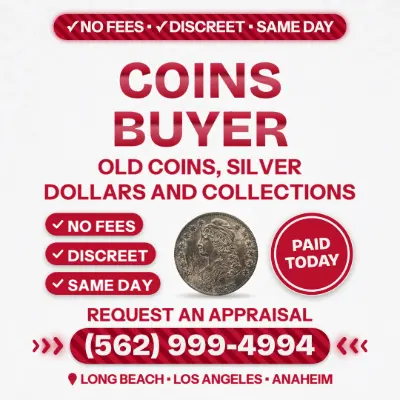 ✓NO FEES • ✓DISCREET • SAME DAY
COINS
BUYER
OLD COINS, SILVER
DOLLARS AND COLLECTIONS
✓ NO FEES
✓ DISCREET
✓ SAME DAY
PAID
TODAY
REQUEST AN APPRAISAL
››› (562) 999-4994 ‹‹‹
LONG BEACH • LOS ANGELES • ANAHEIM